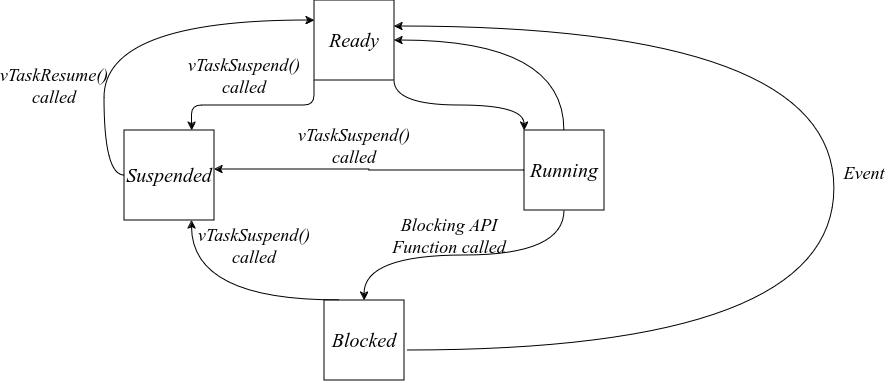 Ready
vTaskSuspend()
called
vTaskResume()
called
vTaskSuspend()
called
Suspended
Running
Event
vTaskSuspend()
called
Blocking API
Function called
Blocked